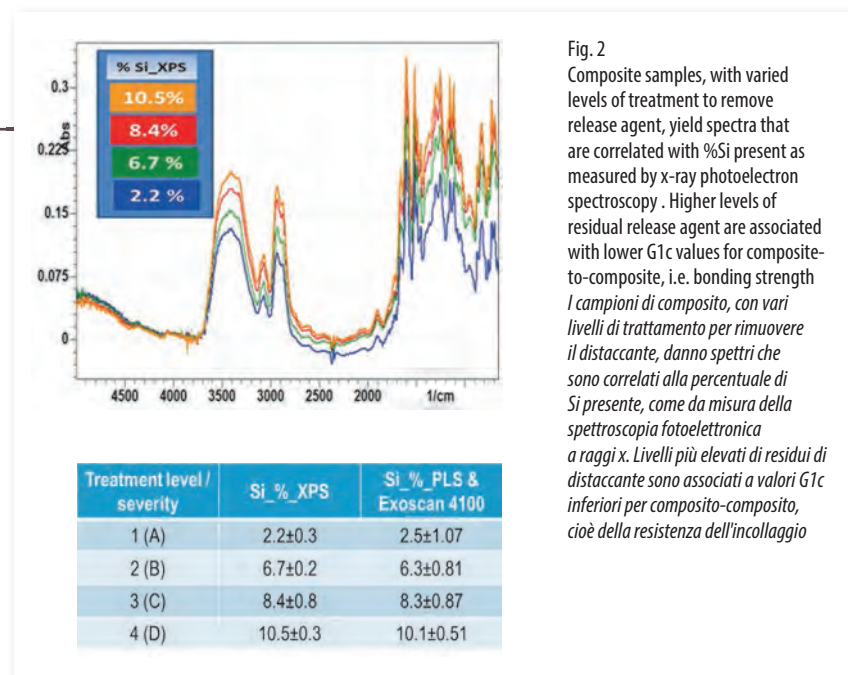 % Si_XPS
10.5%
8.4%
6.7 %
2.2 %
Abs
0.3
0.225
0.15
0.075
0
4500 4000 3500 3000 2500 2000 1/cm
Treatment level / severity Si_%_XPS Si_%_PLS & Exoscan 4100
1 (A) 2.2±0.3 2.5±1.07
2 (B) 6.7±0.2 6.3±0.81
3 (C) 8.4±0.8 8.3±0.87
4 (D) 10.5±0.3 10.1±0.51
Fig. 2
Composite samples, with varied
levels of treatment to remove
release agent, yield spectra that
are correlated with %Si present as
measured by x-ray photoelectron
spectroscopy . Higher levels of
residual release agent are associated
with lower G1c values for composite-
to-composite, i.e. bonding strength
I campioni di composito, con vari
livelli di trattamento per rimuovere
il distaccante, danno spettri che
sono correlati alla percentuale di
Si presente, come da misura della
spettroscopia fotoelettronica
a raggi x. Livelli più elevati di residui di
distaccante sono associati a valori G1c
inferiori per composito-composito,
cioè della resistenza dell'incollaggio